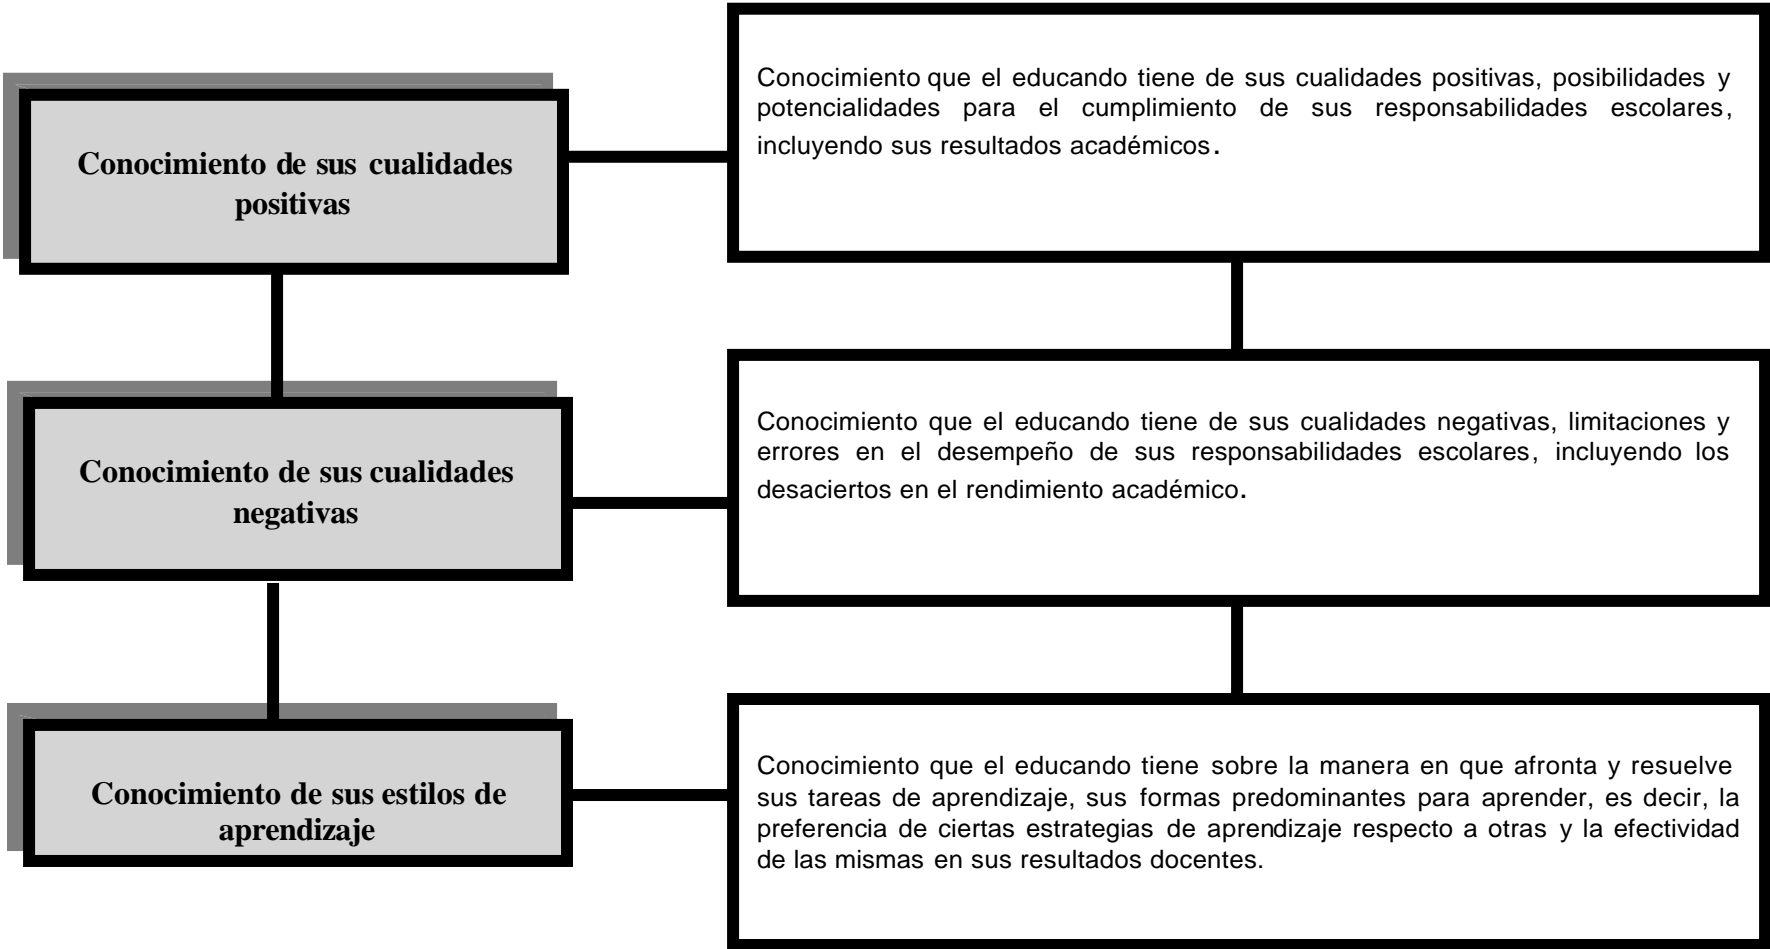 Conocimiento de sus cualidades
positivas
Conocimiento que el educando tiene de sus cualidades positivas, posibilidades y
potencialidades para el cumplimiento de sus responsabilidades escolares,
incluyendo sus resultados académicos.
Conocimiento de sus cualidades
negativas
Conocimiento que el educando tiene de sus cualidades negativas, limitaciones y
errores en el desempeño de sus responsabilidades escolares, incluyendo los
desaciertos en el rendimiento académico.
Conocimiento de sus estilos de
aprendizaje
Conocimiento que el educando tiene sobre la manera en que afronta y resuelve
sus tareas de aprendizaje, sus formas predominantes para aprender, es decir, la
preferencia de ciertas estrategias de aprendizaje respecto a otras y la efectividad
de las mismas en sus resultados docentes.